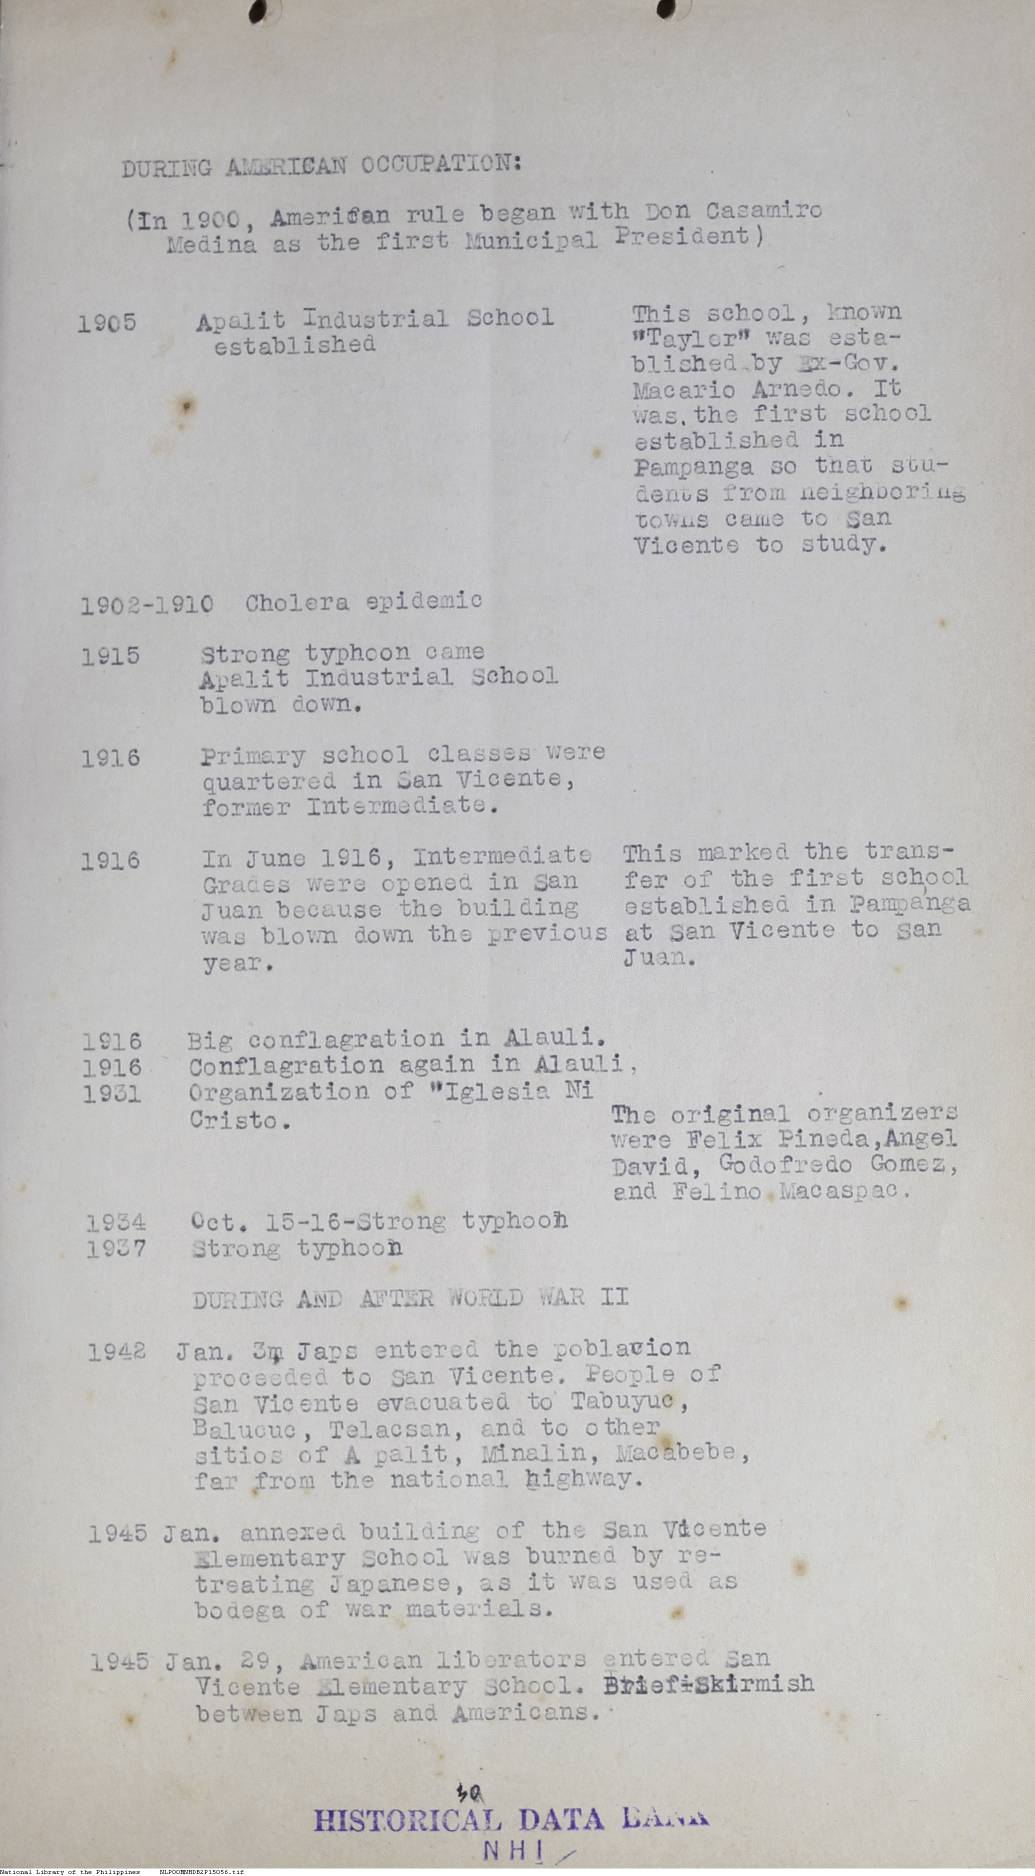 DURING AMERICAN OCCUPATION:
(In 1900, American rule began with Don Casamiro
Medina as the first Municipal President)
1905 Apalit Industrial School
established
This school, known
"Tayler" was esta-
blished by Ex-Gov.
Macario Arnedo. It
was.the first school
established in
Pampanga so that stu-
dents from neighboring
towns came to San
Vicente to study.
1902-1910 Cholera epidemic
1915 Strong typhoon came
Apalit Industrial School
blown down.
1916 Primary school classes were
quartered in San Vicente,
former Intermediate.
1916 In June 1916, Intermediate
Grades were opened in San
Juan because the building
was blown down the previous
year.
This marked the trans-
fer of the first school
established in Pampanga
at San Vicente to San
Juan.
1916 Big conflagration in Alauli.
1916 Conflagration again in Alauli,
1931 Organization of "Iglesia Ni
Cristo.
The original organizers
were Felix Pineda,Angel
David, Godofredo Gomez,
and Felino Macaspac.
1934 Oct. 15-16-Strong typhoon
1937 Strong typhoon
DURING AND AFTER WORLD WAR II
1942 Jan. Japs entered the poblacion
proceeded to San Vicente. People of
San Vicente evacuated to Tabuyuc,
Balucuc, Telacsan, and to other
sitios of A palit, Minalin, Macabebe,
far from the national highway.
1945 Jan. annexed building of the San Vicente
Elementary School was burned by re-
treating Japanese, as it was used as
bodega of war materials.
1945 Jan. 29, American liberators entered San
Vicente Elementary School. Brief Skirmish
between Japs and Americans.
HISTORICAL DATA BANK
NHI
National Library of the Philippines NLPOOMNHDB2P15056.tif